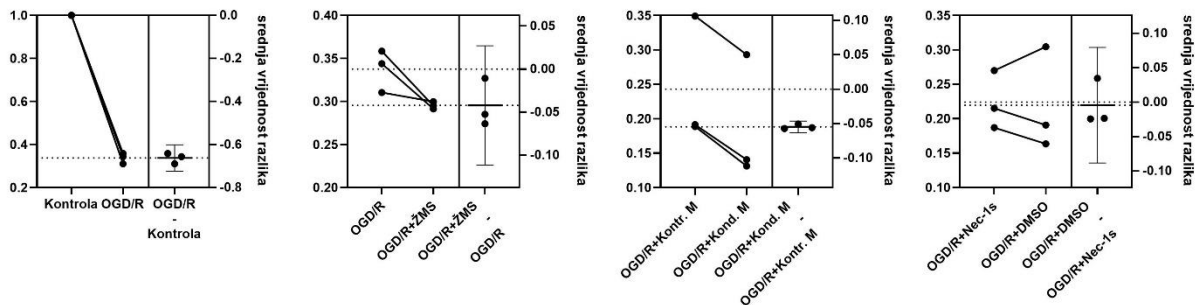 1.0
0.8
0.6
0.4
0.2
0.0
-0.2
-0.4
-0.6
-0.8
srednja vrijednost razlika
Kontrola OGD/R OGD/R
-
Kontrola
0.40
0.35
0.30
0.25
0.20
0.05
0.00
-0.05
-0.10
srednja vrijednost razlika
OGD/R
OGD/R+ŽMS
OGD/R+ŽMS
-
OGD/R
0.35
0.30
0.25
0.20
0.15
0.10
0.10
0.05
0.00
-0.05
-0.10
srednja vrijednost razlika
OGD/R+Kontr. M
OGD/R+Kond. M
OGD/R+Kond. M
-
OGD/R+Kontr. M
0.35
0.30
0.25
0.20
0.15
0.10
0.10
0.05
0.00
-0.05
-0.10
srednja vrijednost razlika
OGD/R+Nec-1s
OGD/R+DMSO
OGD/R+DMSO
-
OGD/R+Nec-1s